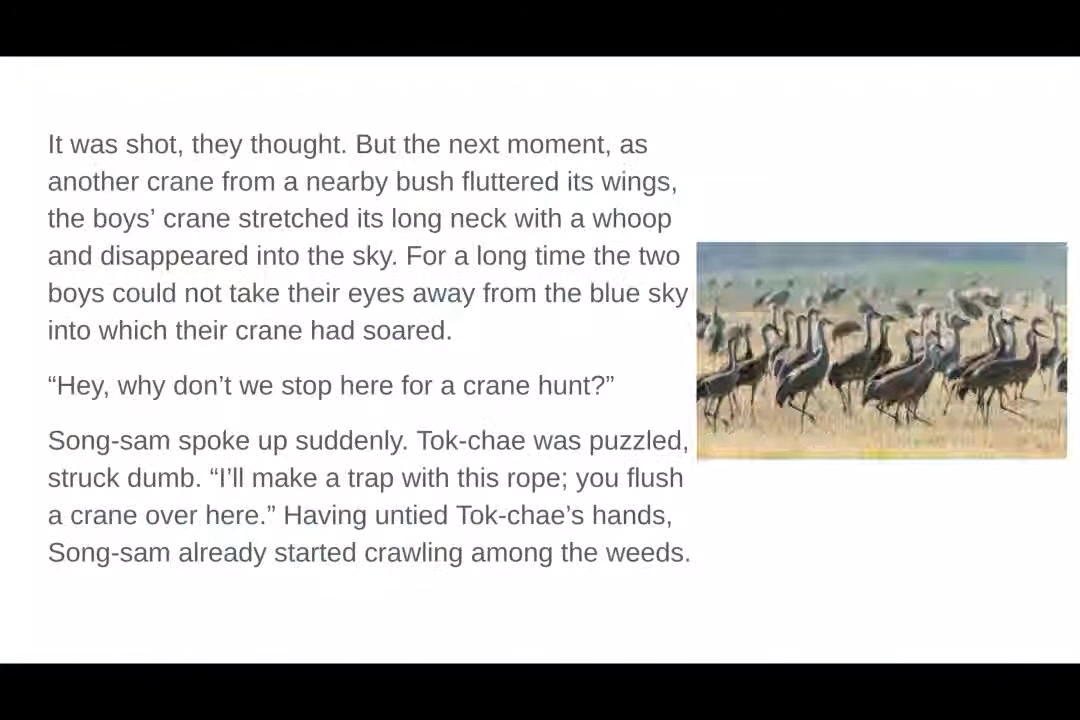 It was shot, they thought. But the next moment, as
another crane from a nearby bush fluttered its wings,
the boys’ crane stretched its long neck with a whoop
and disappeared into the sky. For a long time the two
boys could not take their eyes away from the blue sky
into which their crane had soared.
“Hey, why don’t we stop here for a crane hunt?”
Song-sam spoke up suddenly. Tok-chae was puzzled,
struck dumb. “I’ll make a trap with this rope; you flush
a crane over here.” Having untied Tok-chae’s hands,
Song-sam already started crawling among the weeds.